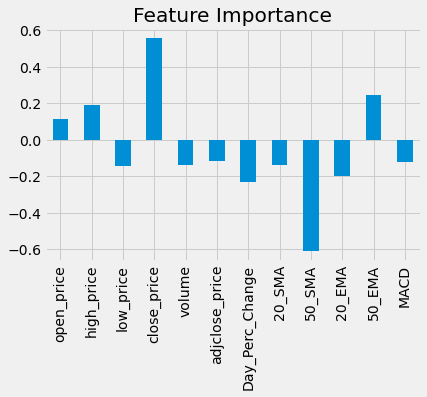 Feature Importance
0.6
0.4
0.2
0.0
−0.2
−0.4
−0.6
open_price
high_price
low_price
close_price
volume
adjclose_price
Day_Perc_Change
20_SMA
50_SMA
20_EMA
50_EMA
MACD